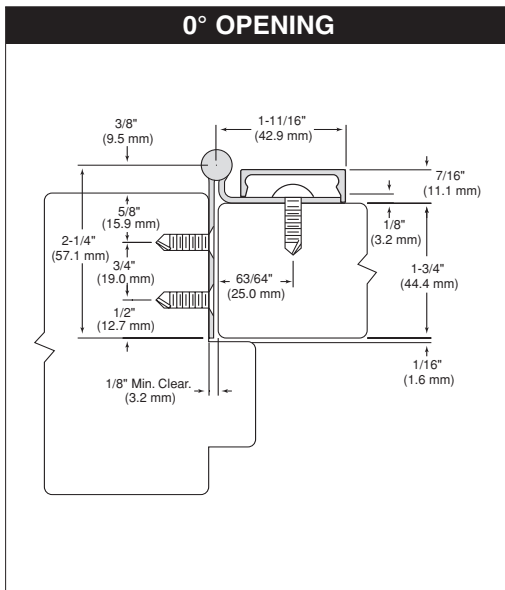 0° OPENING
3/8"
(9.5 mm)
1-11/16"
(42.9 mm)
7/16"
(11.1 mm)
5/8"
(15.9 mm)
1/8"
(3.2 mm)
2-1/4"
(57.1 mm)
3/4"
(19.0 mm)
63/64"
(25.0 mm)
1-3/4"
(44.4 mm)
1/2"
(12.7 mm)
1/16"
(1.6 mm)
1/8" Min. Clear.
(3.2 mm)